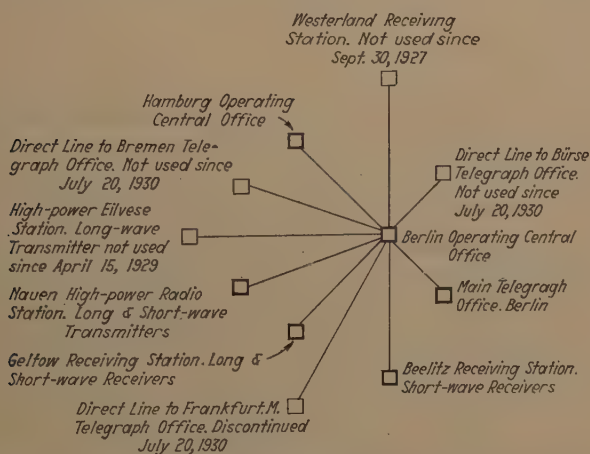 Westerland Receiving
Station. Not used since
Sept. 30, 1927
Hamburg Operating
Central Office
Direct Line to Bremen Tele-
graph Office. Not used since
July 20, 1930
Direct Line to Bürse
Telegraph Office.
Not used since
July 20, 1930
High-power Eilvese
Station. Long-wave
Transmitter not used
since April 15, 1929
Berlin Operating Central
Office
Nauen High-power Radio
Station. Long & Short-wave
Transmitters
Main Telegragh
Office. Berlin
Geltow Receiving Station. Long &
Short-wave Receivers
Beelitz Receiving Station.
Short-wave Receivers
Direct Line to Frankfurt.M.
Telegraph Office. Discontinued
July 20, 1930